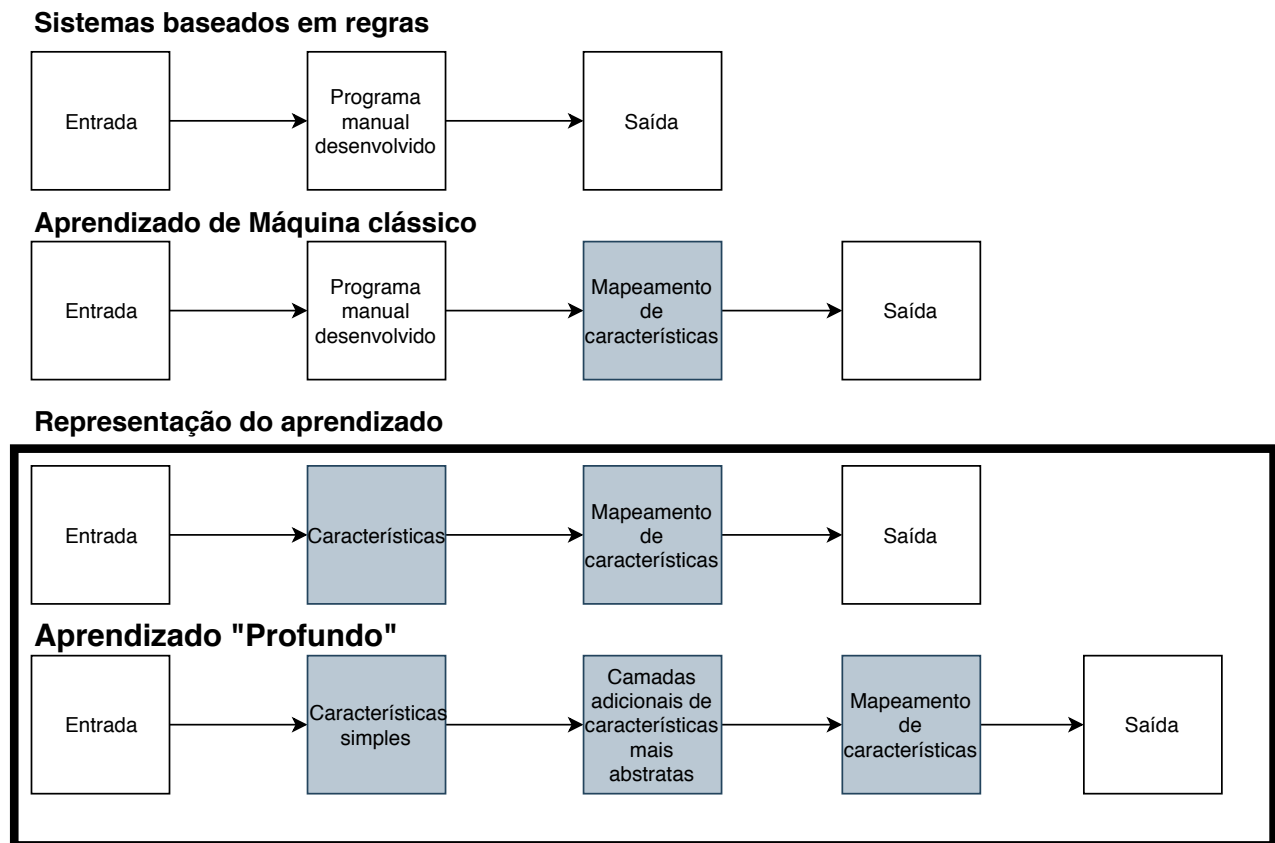 Sistemas baseados em regras
Entrada
Programa
manual
desenvolvido
Saída
Aprendizado de Máquina clássico
Entrada
Programa
manual
desenvolvido
Mapeamento
de
características
Saída
Representação do aprendizado
Entrada
Características
Mapeamento
de
características
Saída
Aprendizado "Profundo"
Entrada
Características
simples
Camadas
adicionais de
características
mais
abstratas
Mapeamento
de
características
Saída